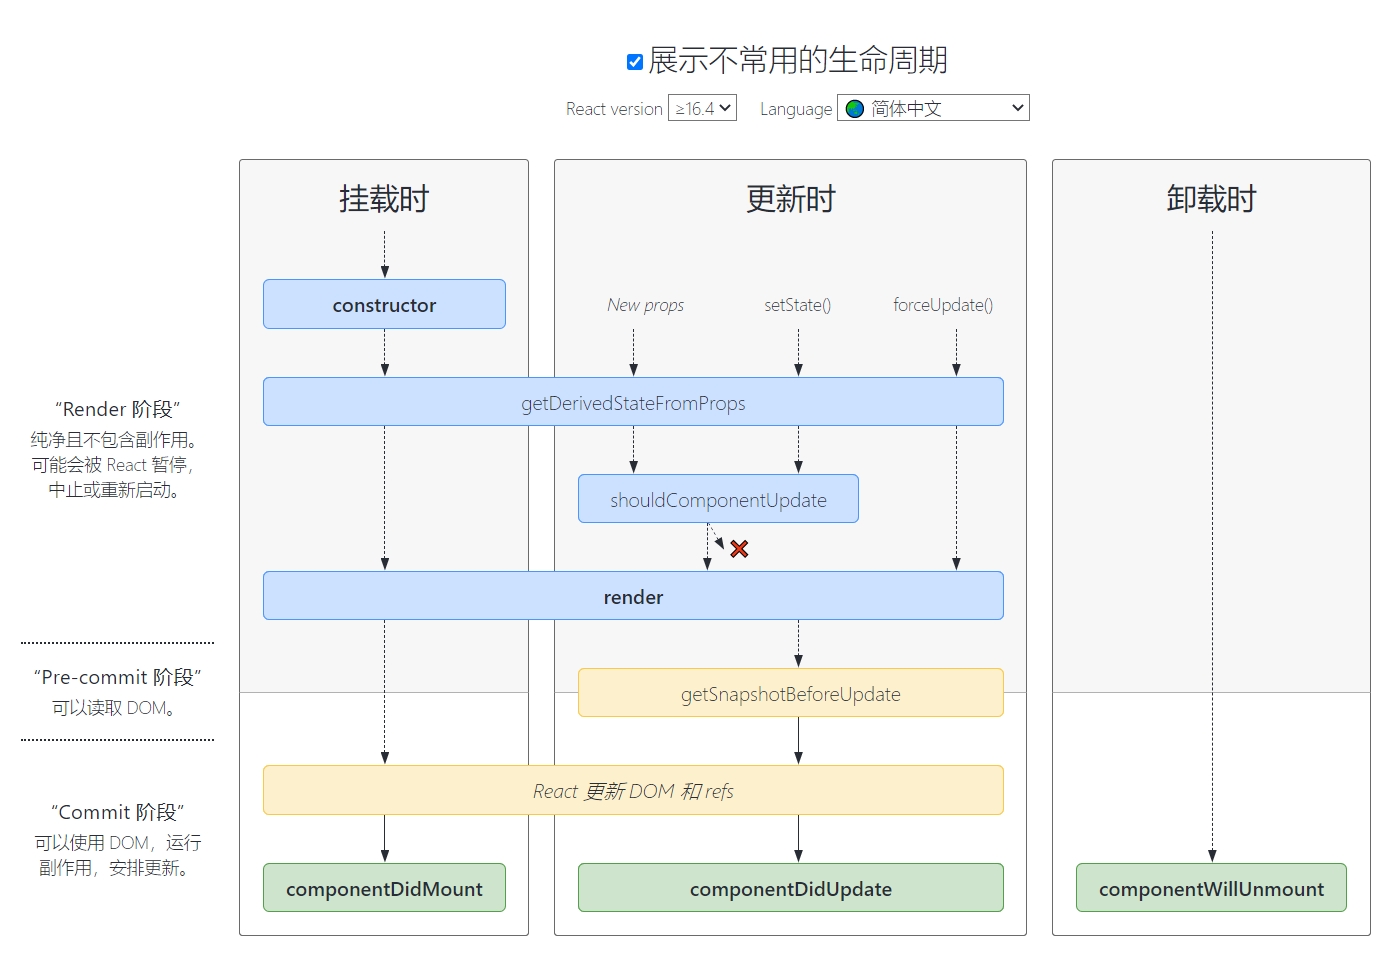 展示不常用的生命周期
React version ≥16.4 Language 简体中文
挂载时
更新时
卸载时
constructor
New props
setState()
forceUpdate()
getDerivedStateFromProps
shouldComponentUpdate
render
“Render 阶段”
纯净且不包含副作用。
可能会被 React 暂停，
中止或重新启动。
“Pre-commit 阶段”
可以读取 DOM。
getSnapshotBeforeUpdate
React 更新 DOM 和 refs
“Commit 阶段”
可以使用 DOM，运行
副作用，安排更新。
componentDidMount
componentDidUpdate
componentWillUnmount